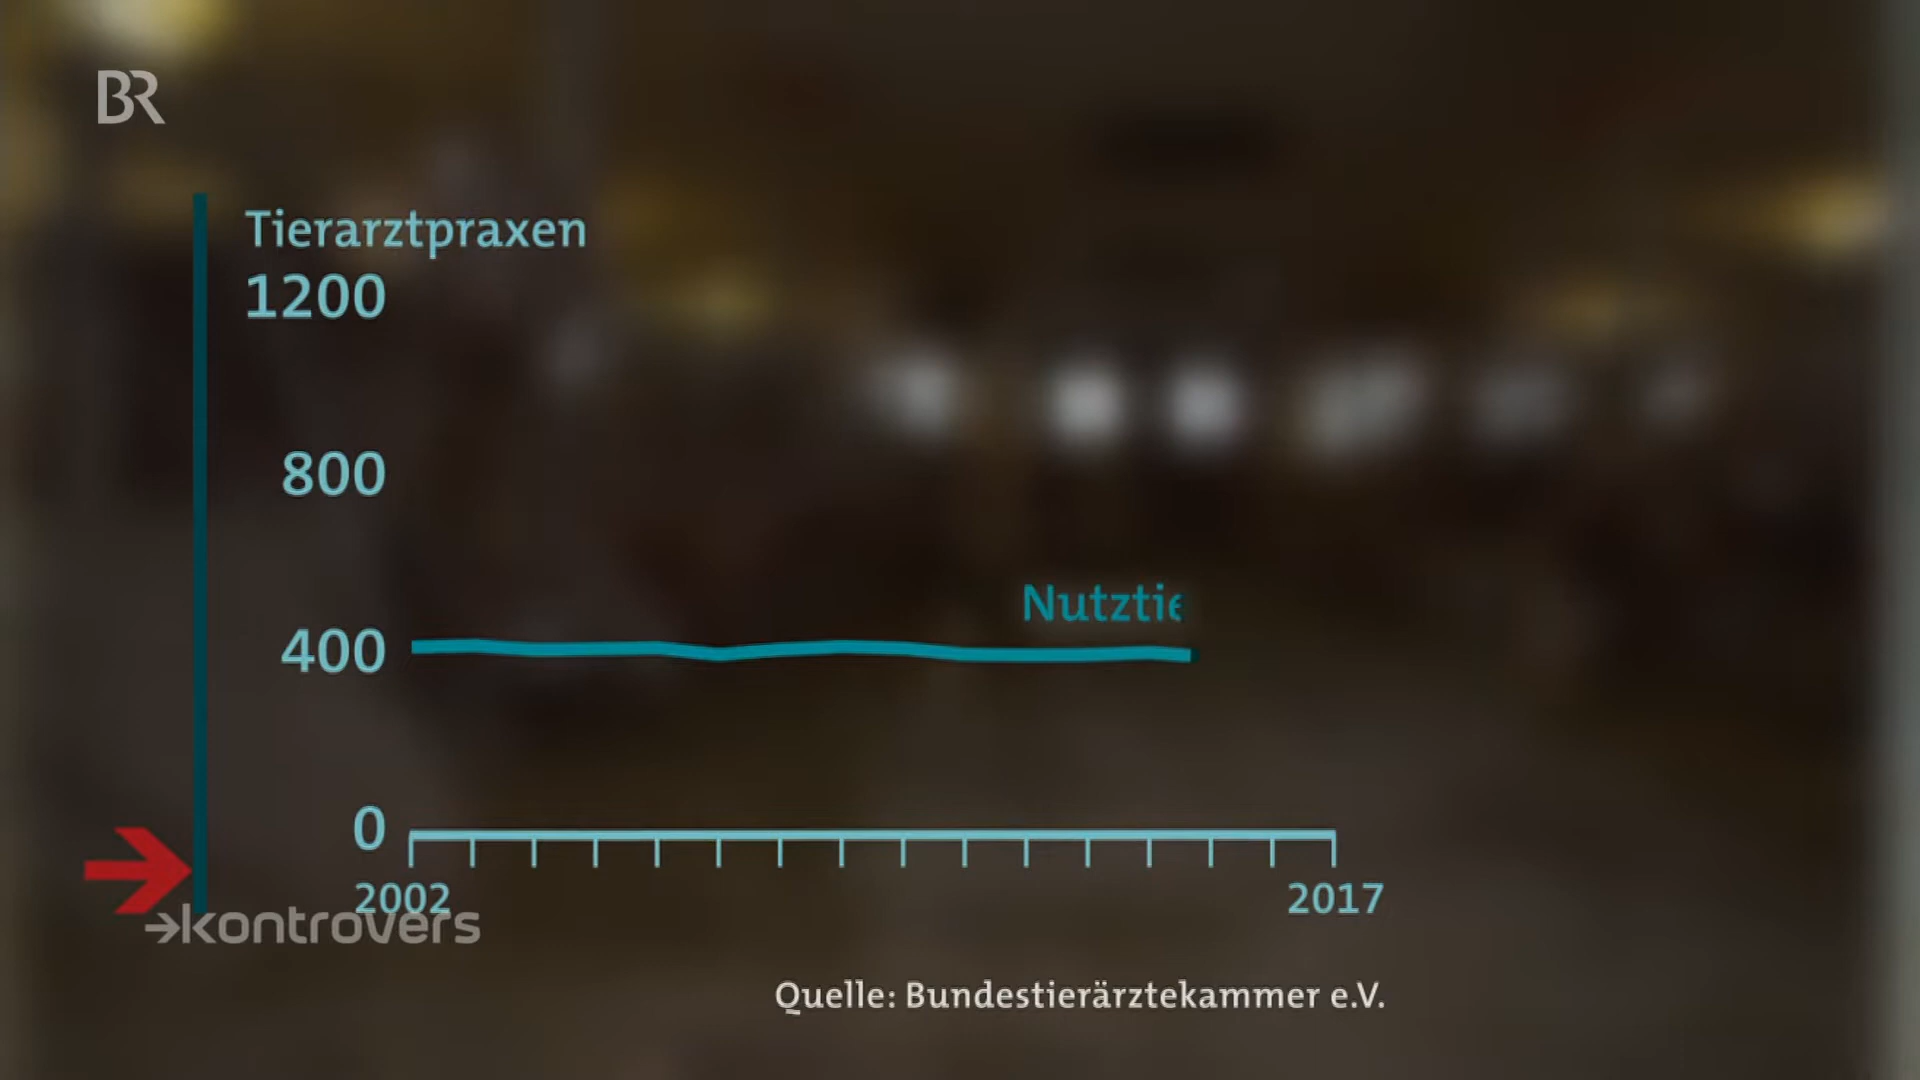 BR
Tierarztpraxen
1200
800
Nutztie
400
0
2002
2017
kontrovers
Quelle: Bundestierärztekammer e.V.